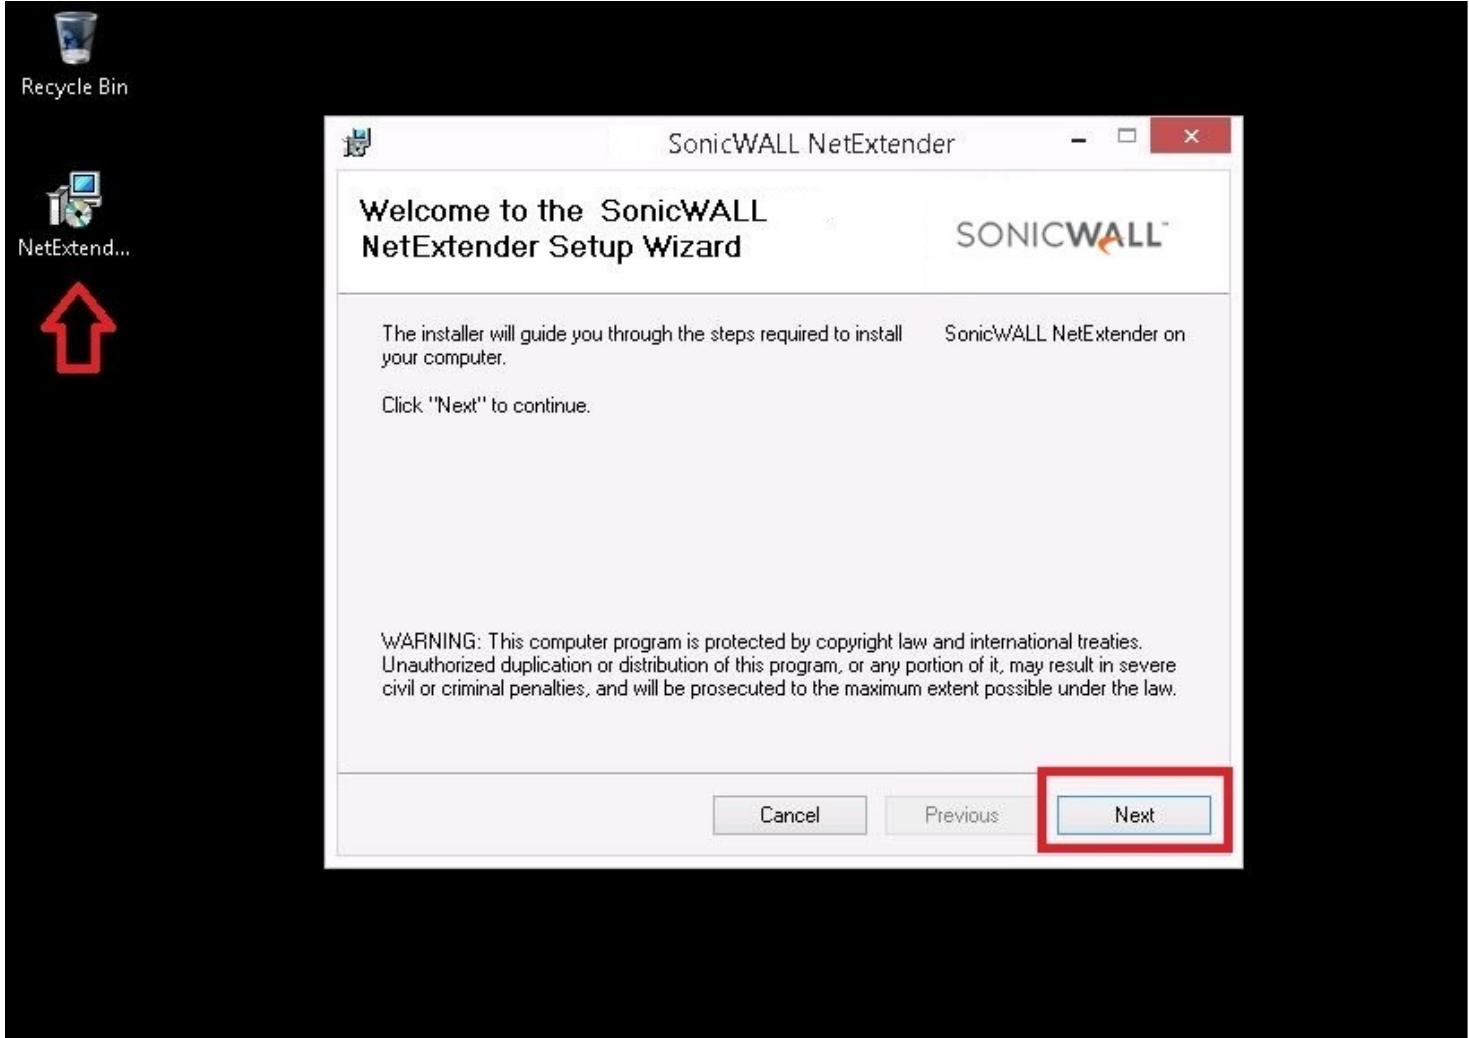 Recycle Bin
NetExtend...
SonicWALL NetExtender
Welcome to the SonicWALL
NetExtender Setup Wizard
SONICWALL™
The installer will guide you through the steps required to install SonicWALL NetExtender on
your computer.
Click "Next" to continue.
WARNING: This computer program is protected by copyright law and international treaties.
Unauthorized duplication or distribution of this program, or any portion of it, may result in severe
civil or criminal penalties, and will be prosecuted to the maximum extent possible under the law.
Cancel
Previous
Next